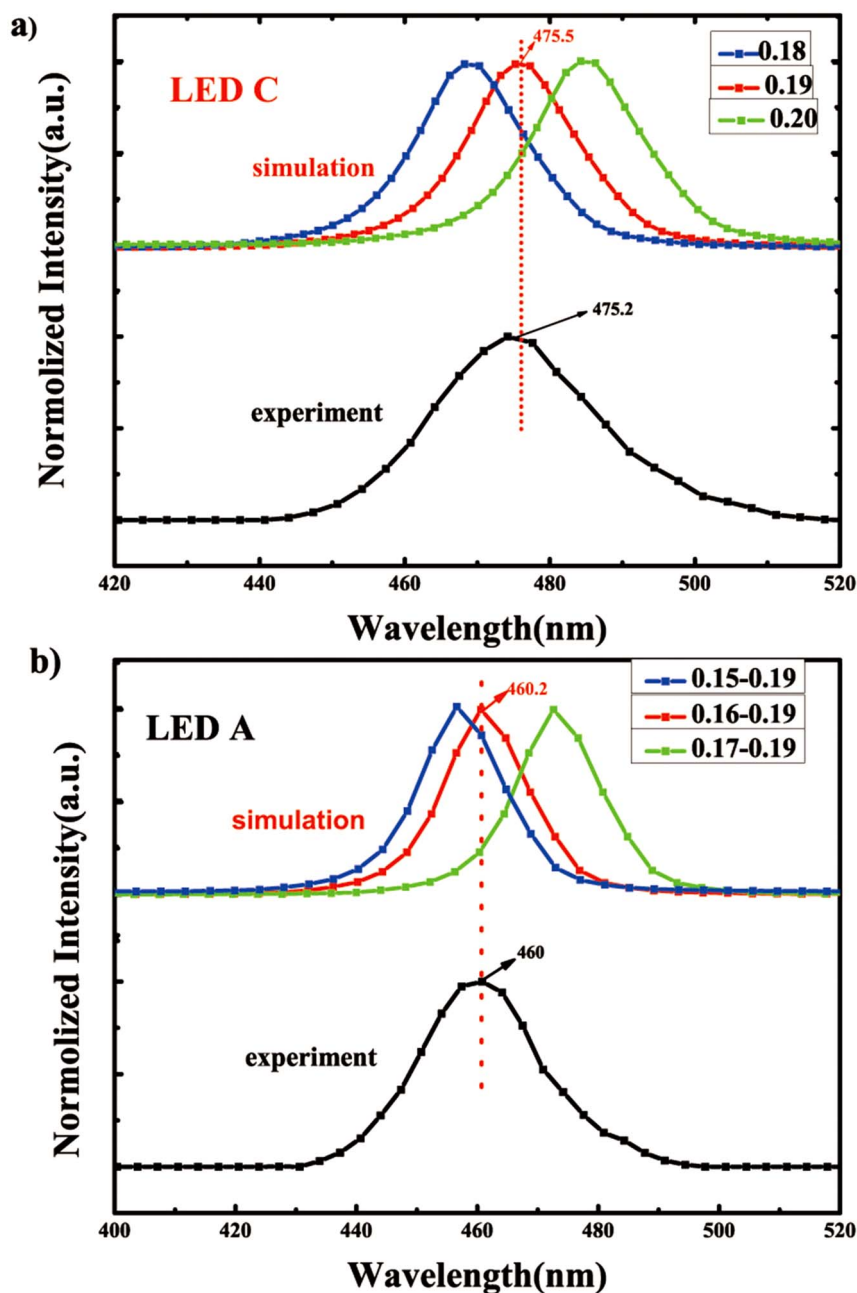 a)
475.5
0.18
0.19
0.20
LED C
simulation
475.2
experiment
Normolized Intensity(a.u.)
420 440 460 480 500 520
Wavelength(nm)
b)
460.2
0.15-0.19
0.16-0.19
0.17-0.19
LED A
simulation
460
experiment
Normolized Intensity(a.u.)
400 420 440 460 480 500 520
Wavelength(nm)